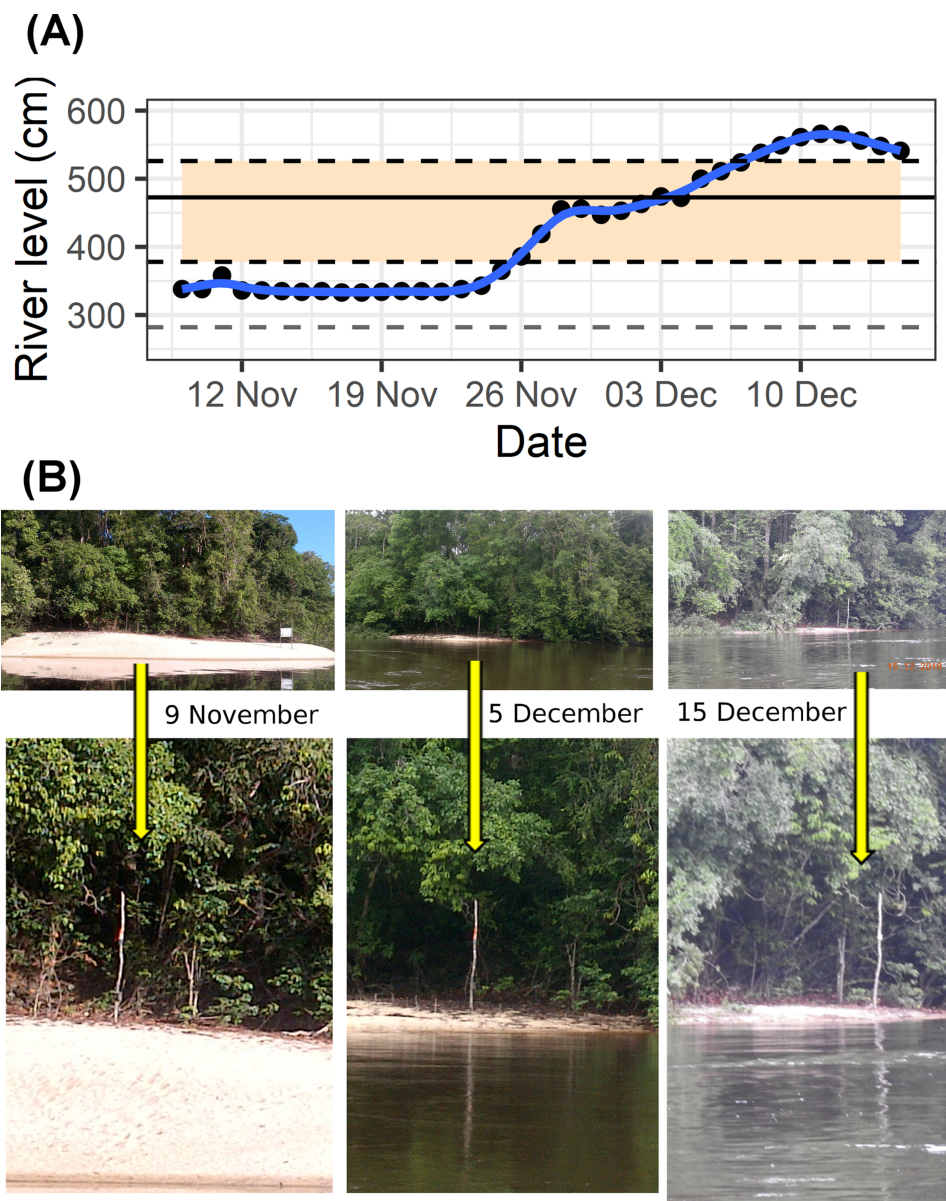 (A)
River level (cm)
600
500
400
300
12 Nov 19 Nov 26 Nov 03 Dec 10 Dec
Date
(B)
9 November
5 December
15 December